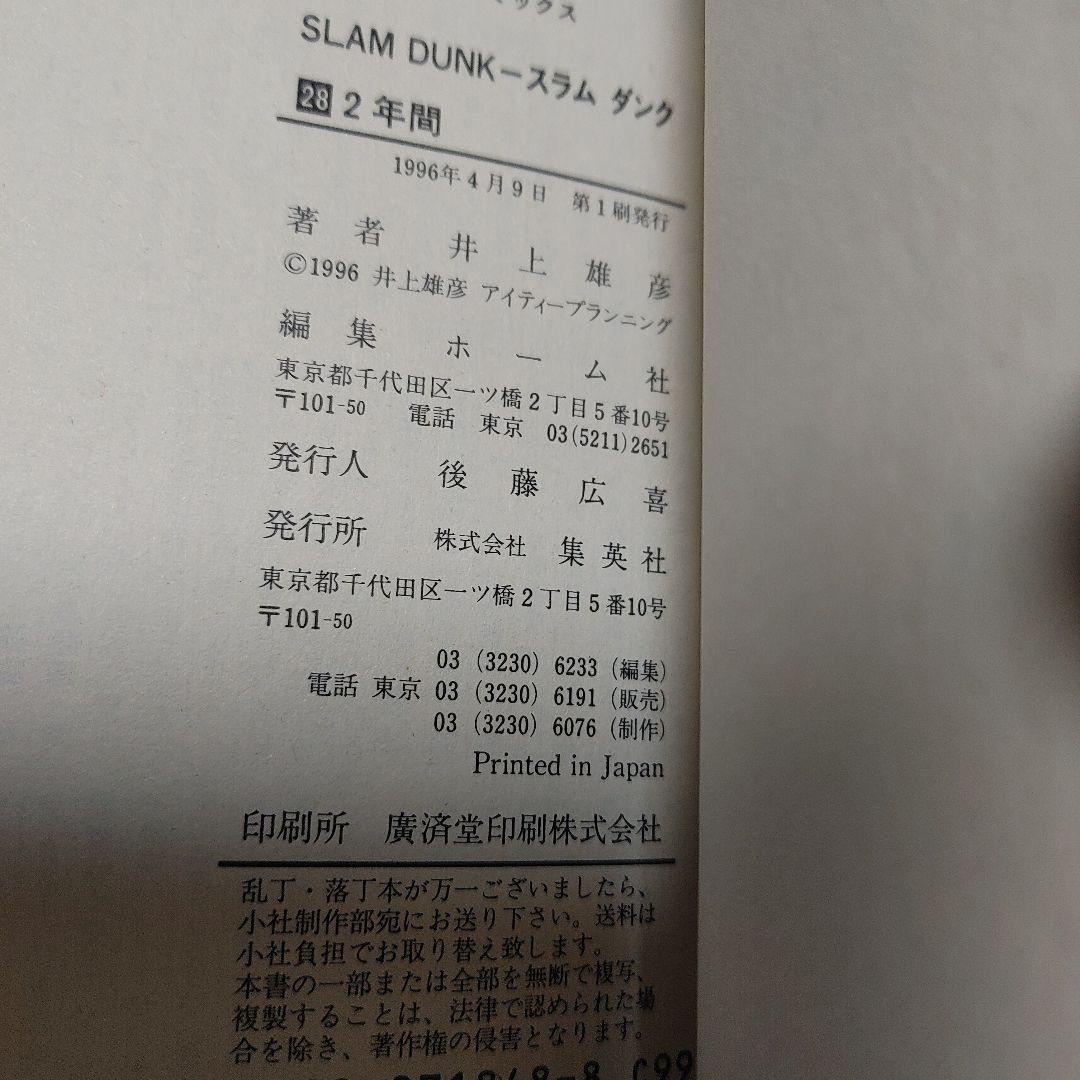 ックス
SLAM DUNK－スラム ダンク
28 2年間
1996年4月9日 第1刷発行
著者 井上雄彦
©1996 井上雄彦 アイティープランニング
編集 ホーム社
東京都千代田区一ツ橋2丁目5番10号
〒101-50 電話 東京 03(5211)2651
発行人 後藤広喜
発行所 株式会社 集英社
東京都千代田区一ツ橋2丁目5番10号
〒101-50
03 (3230) 6233 (編集)
電話 東京 03 (3230) 6191 (販売)
03 (3230) 6076 (制作)
Printed in Japan
印刷所 廣済堂印刷株式会社
乱丁・落丁本が万一ございましたら、
小社制作部宛にお送り下さい。送料は
小社負担でお取り替え致します。
本書の一部または全部を無断で複写、
複製することは、法律で認められた場
合を除き、著作権の侵害となります。
871248-8 C99